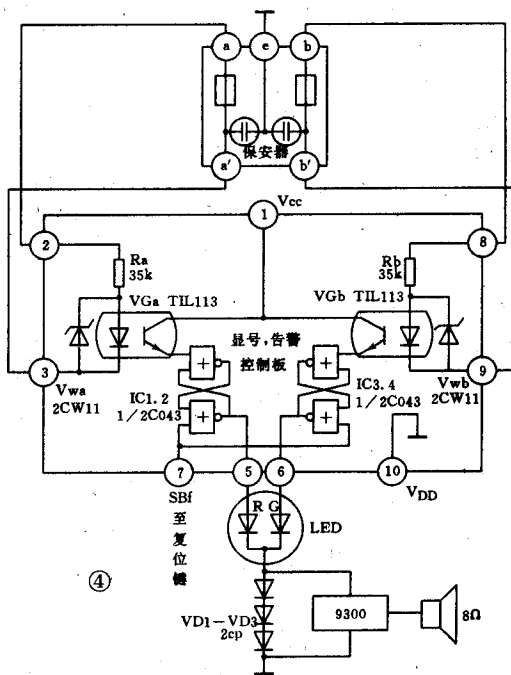 a
e
b
a'
保安器
b'
1
Vcc
2
8
Ra
35k
Rb
35k
VGa TIL113
VGb TIL113
显号,告警
控制板
3
9
Vwa
2CW11
Vwb
2CW11
+
+
+
+
IC1.2
1/2C043
IC3.4
1/2C043
7
5
6
10
SBf
至复位键
VDD
R G
LED
④
VD1-VD3
2cp
9300
8Ω